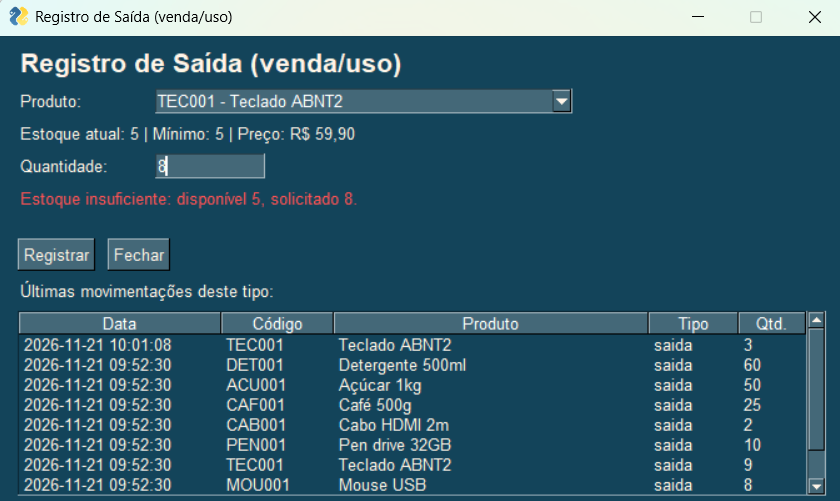 Registro de Saída (venda/uso)
Registro de Saída (venda/uso)
Produto: TEC001 - Teclado ABNT2
Estoque atual: 5 | Mínimo: 5 | Preço: R$ 59,90
Quantidade: 8
Estoque insuficiente: disponível 5, solicitado 8.
Registrar Fechar
Últimas movimentações deste tipo:
Data Código Produto Tipo Qtd.
2026-11-21 10:01:08 TEC001 Teclado ABNT2 saida 3
2026-11-21 09:52:30 DET001 Detergente 500ml saida 60
2026-11-21 09:52:30 ACU001 Açúcar 1kg saida 50
2026-11-21 09:52:30 CAF001 Café 500g saida 25
2026-11-21 09:52:30 CAB001 Cabo HDMI 2m saida 2
2026-11-21 09:52:30 PEN001 Pen drive 32GB saida 10
2026-11-21 09:52:30 TEC001 Teclado ABNT2 saida 9
2026-11-21 09:52:30 MOU001 Mouse USB saida 8